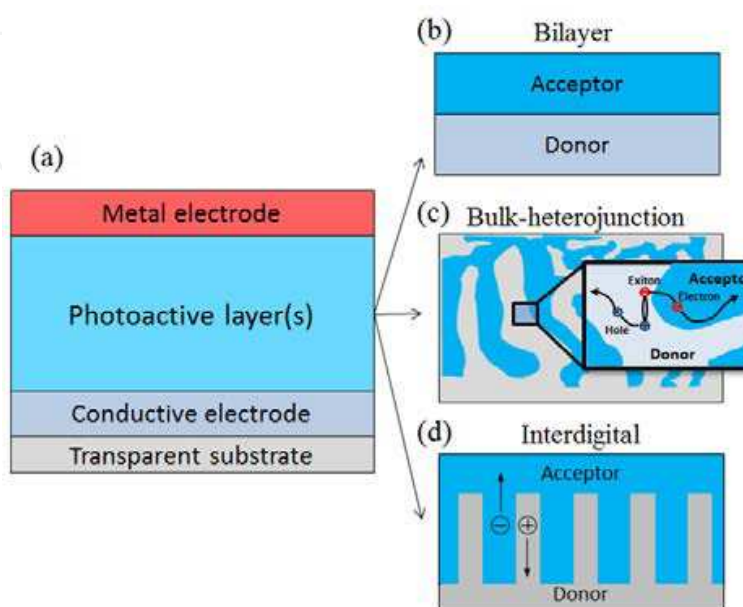 (a)
Metal electrode
Photoactive layer(s)
Conductive electrode
Transparent substrate
(b) Bilayer
Acceptor
Donor
(c) Bulk-heterojunction
Exiton
Accepto
Electron
Hole
Donor
(d) Interdigital
Acceptor
− +
Donor